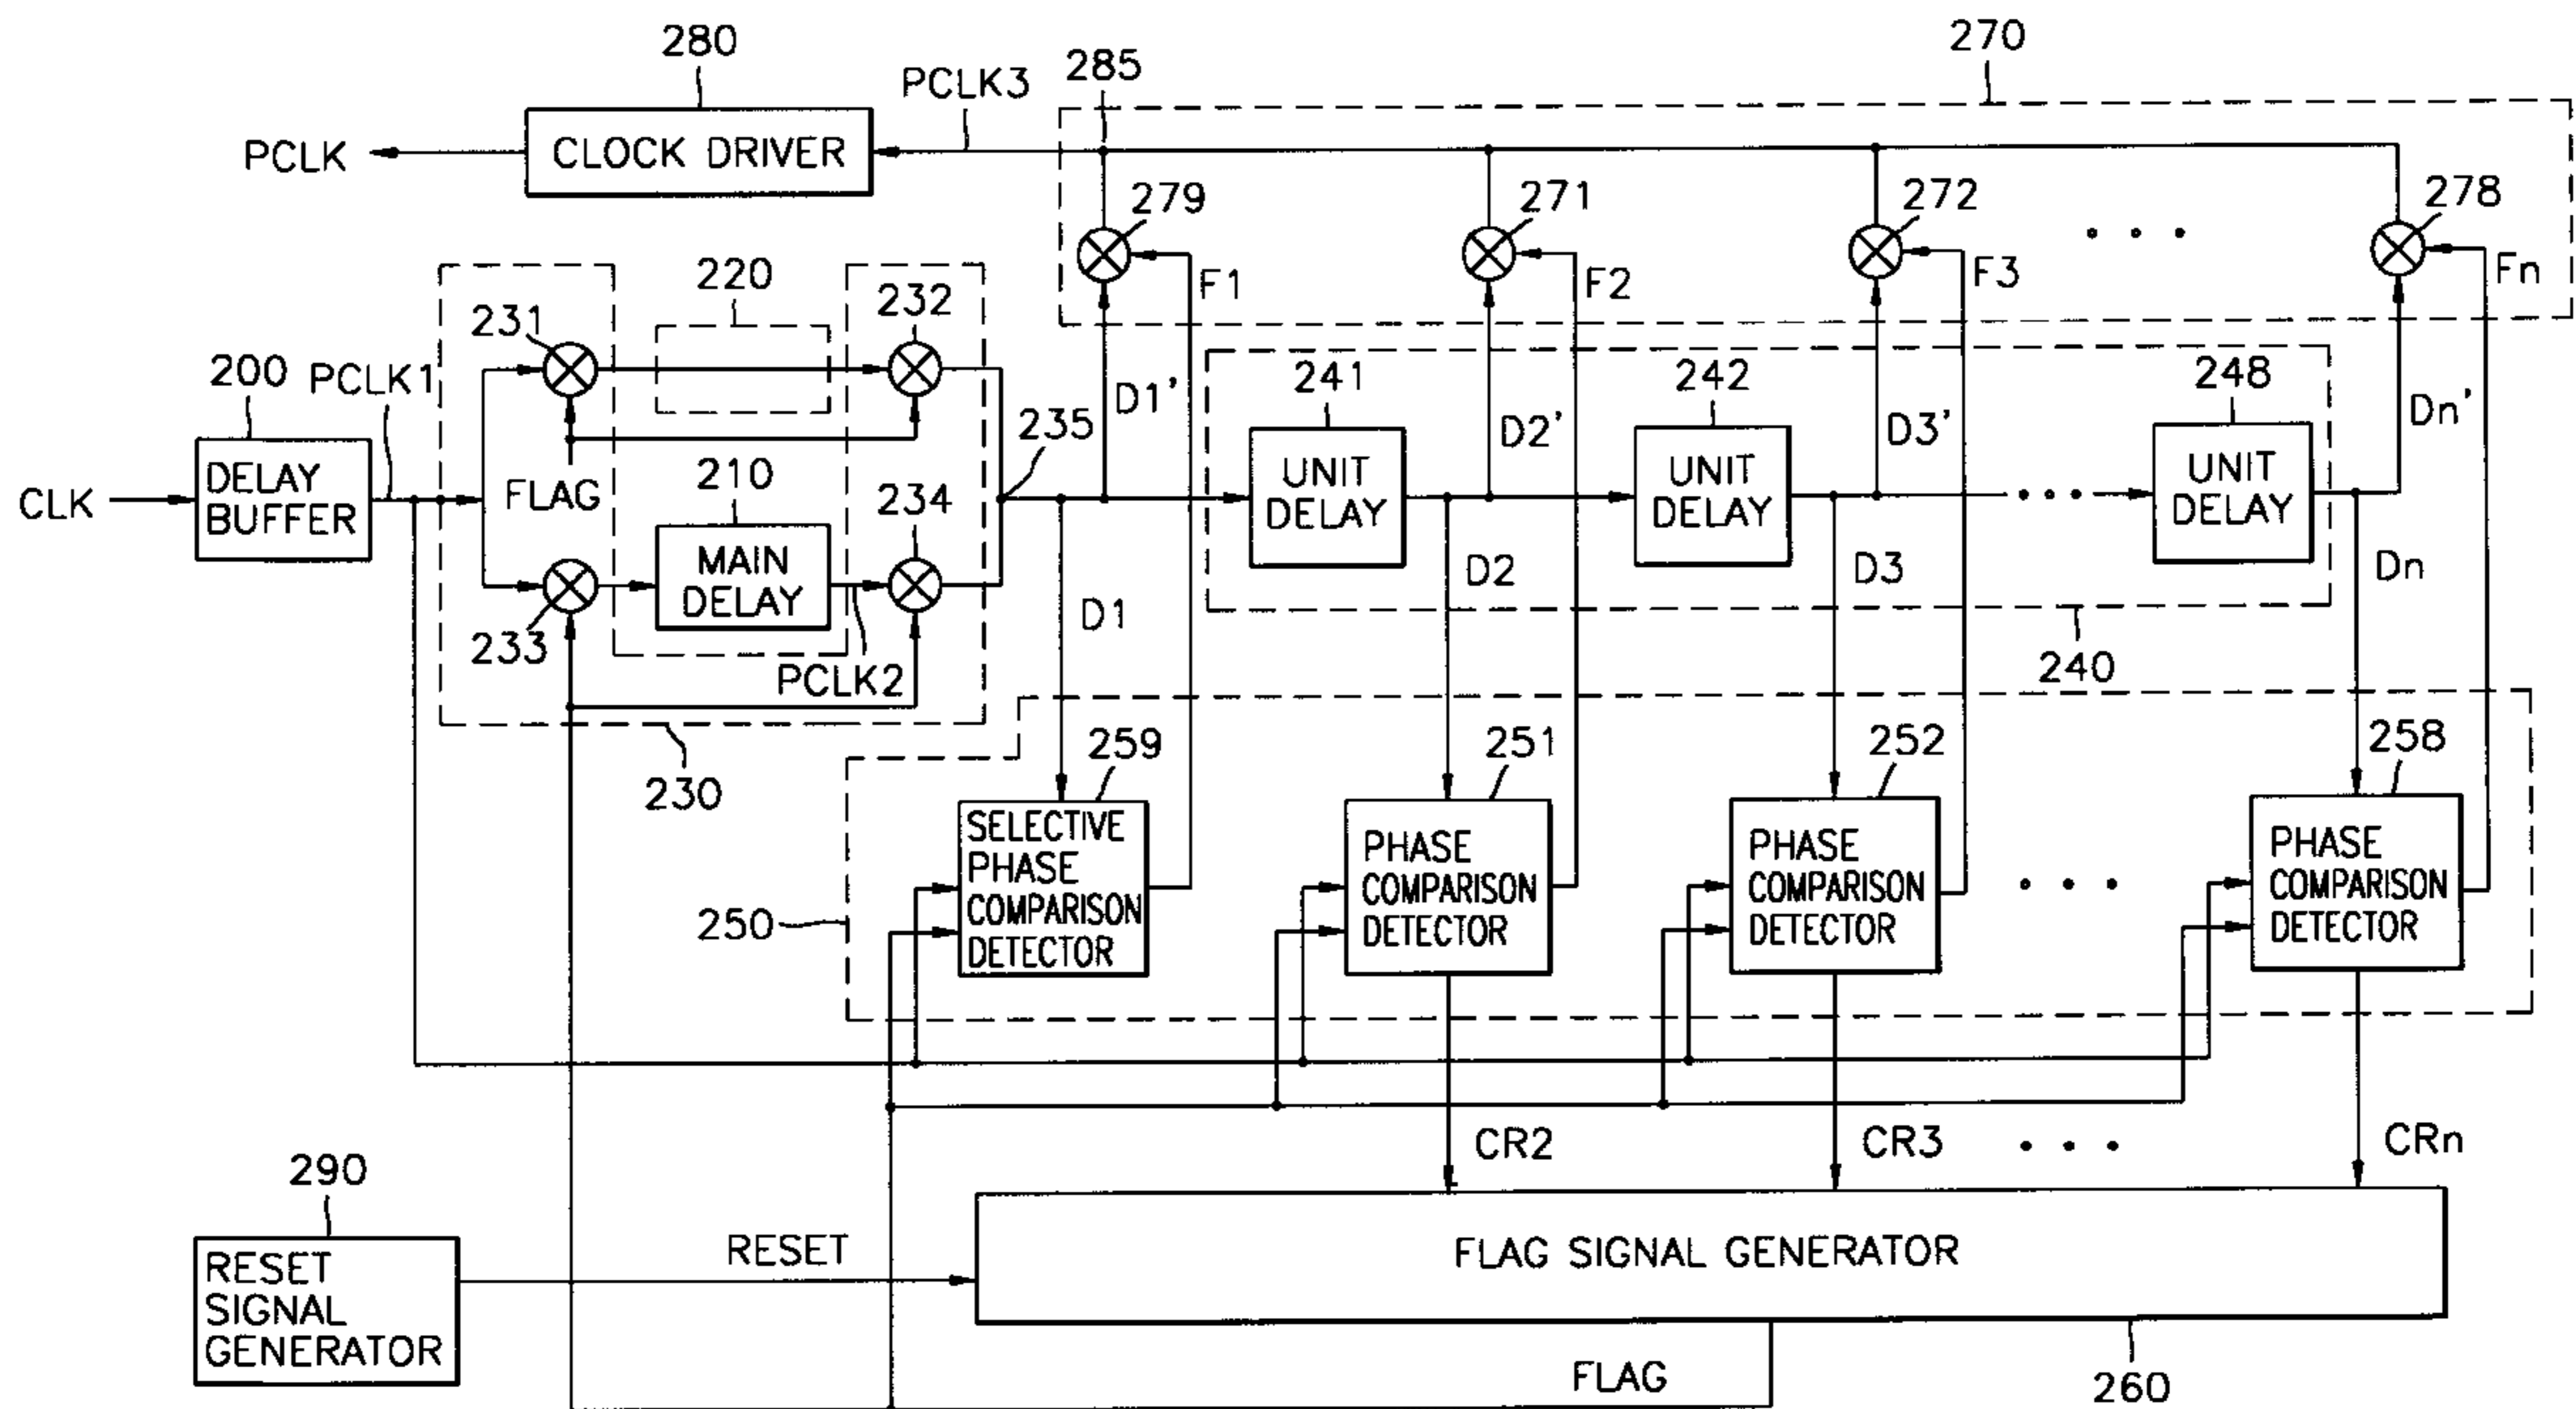 280
PCLK3
285
270
PCLK
CLOCK DRIVER
279
271
272
278
F1
F2
F3
Fn
220
231
232
200
PCLK1
D1'
241
D2'
242
D3'
248
Dn'
235
CLK
DELAY
BUFFER
FLAG
210
234
UNIT
DELAY
UNIT
DELAY
UNIT
DELAY
MAIN
DELAY
D1
D2
D3
Dn
233
PCLK2
240
230
259
251
252
258
250
SELECTIVE
PHASE
COMPARISON
DETECTOR
PHASE
COMPARISON
DETECTOR
PHASE
COMPARISON
DETECTOR
PHASE
COMPARISON
DETECTOR
CR2
CR3
CRn
290
RESET
SIGNAL
GENERATOR
RESET
FLAG SIGNAL GENERATOR
FLAG
260